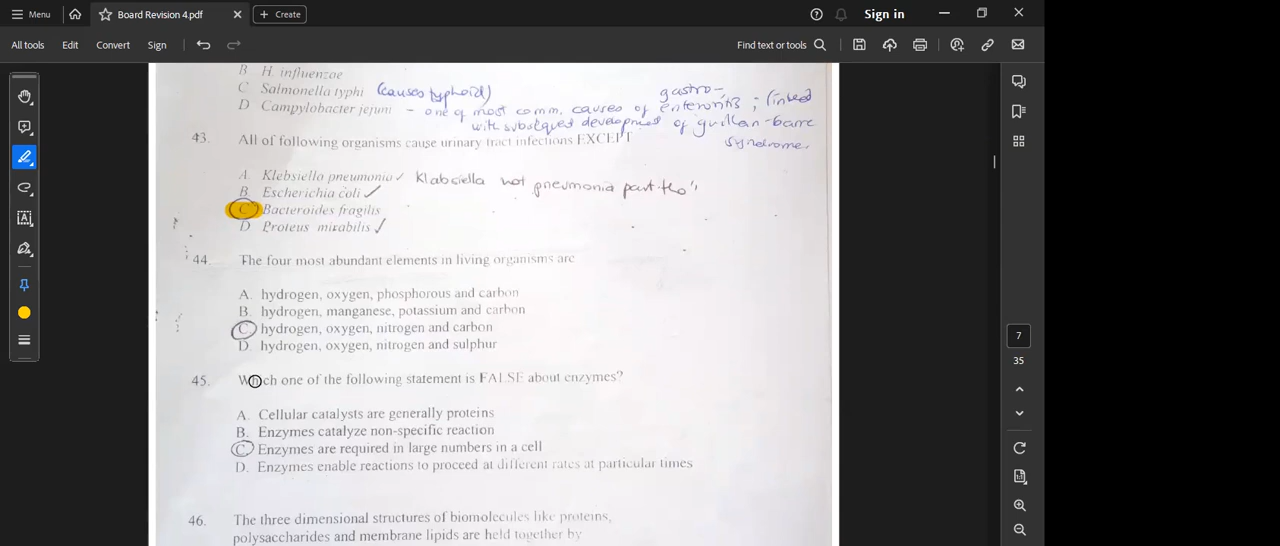 Menu
Board Revision 4.pdf
Create
Sign in
All tools
Edit
Convert
Sign
Find text or tools
B H. influenzae
C Salmonella typhi (causes typhoid)
D Campylobacter jejuni - one of most comm. causes of gastro-enteronitis ; linked
with subsequed development of guillan-barre
syndrome.
43. All of following organisms cause urinary tract infections EXCEPT
A. Klebsiella pneumonia ✓ Klabsiella not pneumonia part tho'
B. Escherichia coli ✓
C Bacteroides fragilis
D Proteus mirabilis ✓
44 The four most abundant elements in living organisms are
A. hydrogen, oxygen, phosphorous and carbon
B. hydrogen, manganese, potassium and carbon
C. hydrogen, oxygen, nitrogen and carbon
D. hydrogen, oxygen, nitrogen and sulphur
45. Which one of the following statement is FALSE about enzymes?
A. Cellular catalysts are generally proteins
B. Enzymes catalyze non-specific reaction
C. Enzymes are required in large numbers in a cell
D. Enzymes enable reactions to proceed at different rates at particular times
46. The three dimensional structures of biomolecules like proteins,
polysaccharides and membrane lipids are held together by
7
35